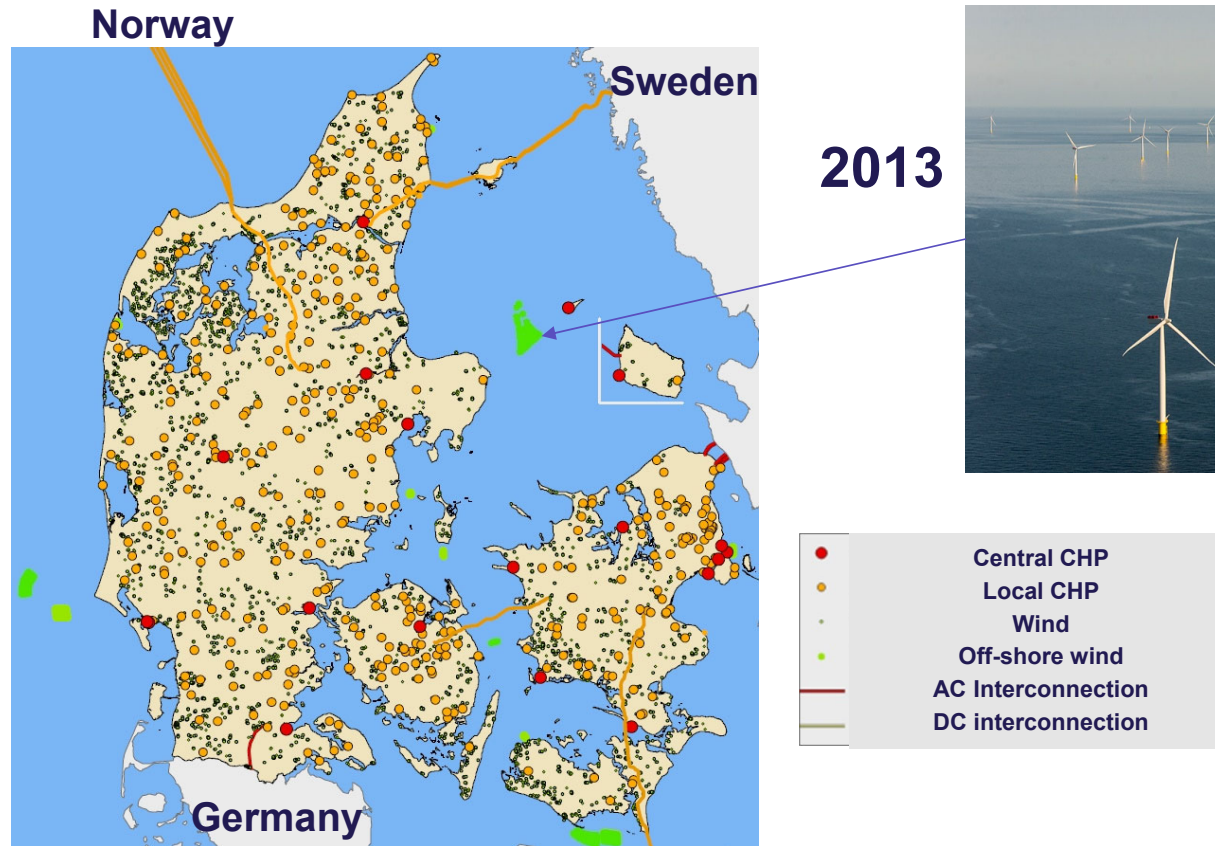 Norway
Sweden
2013
Germany
Central CHP
Local CHP
Wind
Off-shore wind
AC Interconnection
DC interconnection